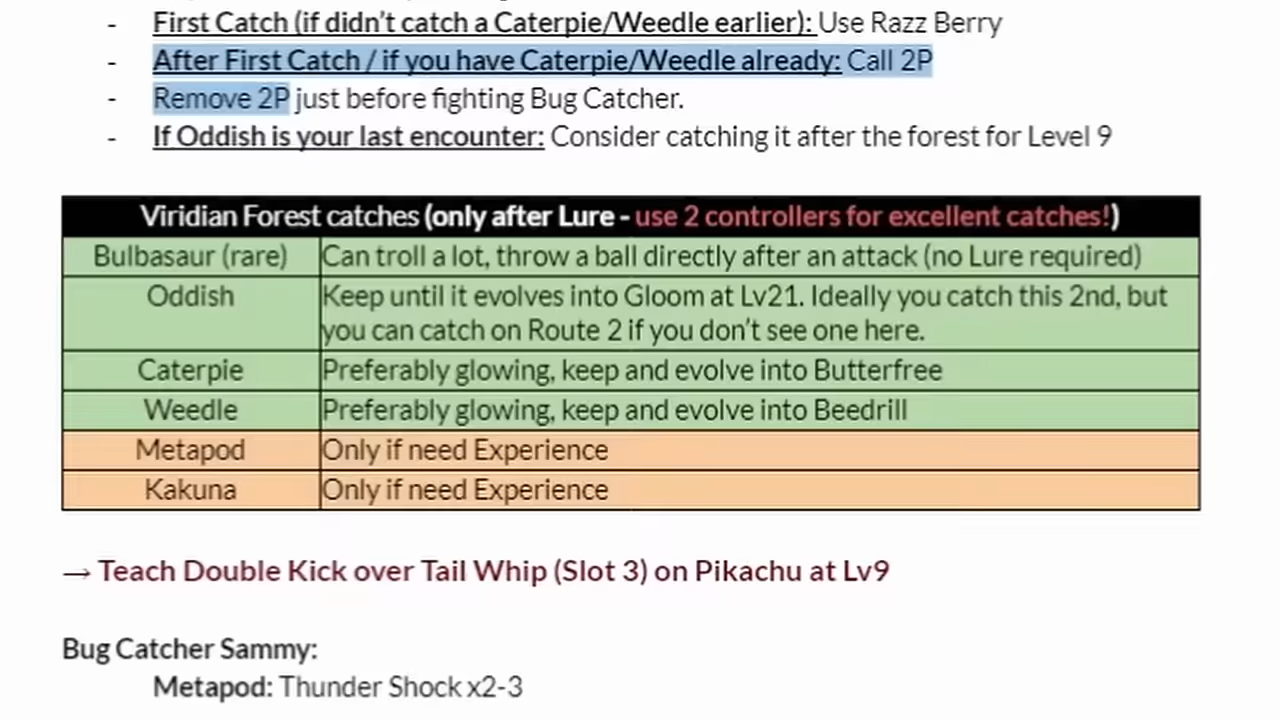 - First Catch (if didn't catch a Caterpie/Weedle earlier): Use Razz Berry
- After First Catch / if you have Caterpie/Weedle already: Call 2P
- Remove 2P just before fighting Bug Catcher.
- If Oddish is your last encounter: Consider catching it after the forest for Level 9
Viridian Forest catches (only after Lure - use 2 controllers for excellent catches!)
Bulbasaur (rare) Can troll a lot, throw a ball directly after an attack (no Lure required)
Oddish Keep until it evolves into Gloom at Lv21. Ideally you catch this 2nd, but
you can catch on Route 2 if you don't see one here.
Caterpie Preferably glowing, keep and evolve into Butterfree
Weedle Preferably glowing, keep and evolve into Beedrill
Metapod Only if need Experience
Kakuna Only if need Experience
→ Teach Double Kick over Tail Whip (Slot 3) on Pikachu at Lv9
Bug Catcher Sammy:
Metapod: Thunder Shock x2-3